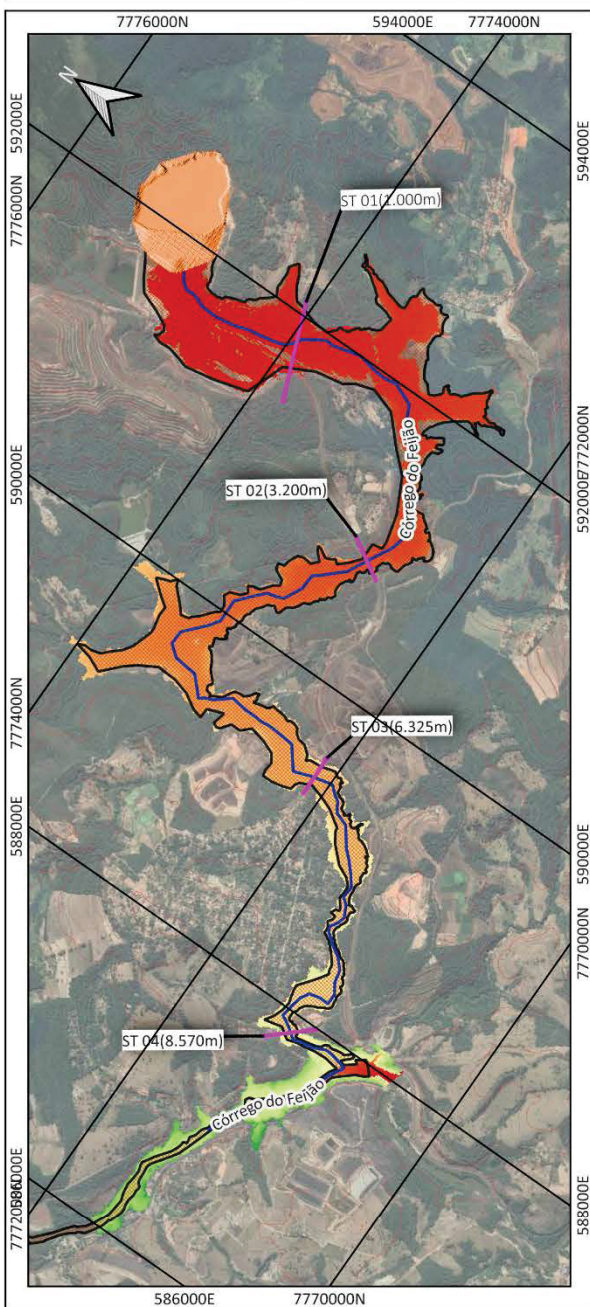 7776000N
594000E
7774000N
N
592000E
7776000N
594000E
ST 01(1.000m)
590000E
7772000N
592000E
Córrego do Feijão
ST 02(3.200m)
7774000N
ST 03(6.325m)
588000E
590000E
7770000N
ST 04(8.570m)
Córrego do Feijão
586000E
7772000N
588000E
586000E
7770000N